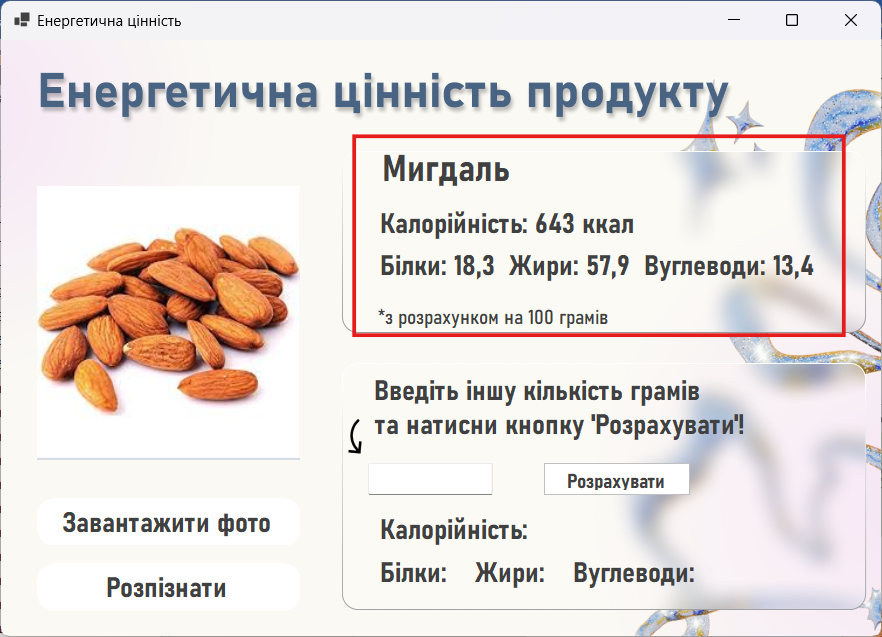 Енергетична цінність
Енергетична цінність продукту
Мигдаль
Калорійність: 643 ккал
Білки: 18,3 Жири: 57,9 Вуглеводи: 13,4
*з розрахунком на 100 грамів
Введіть іншу кількість грамів
та натисни кнопку 'Розрахувати'!
Розрахувати
Калорійність:
Білки: Жири: Вуглеводи:
Завантажити фото
Розпізнати